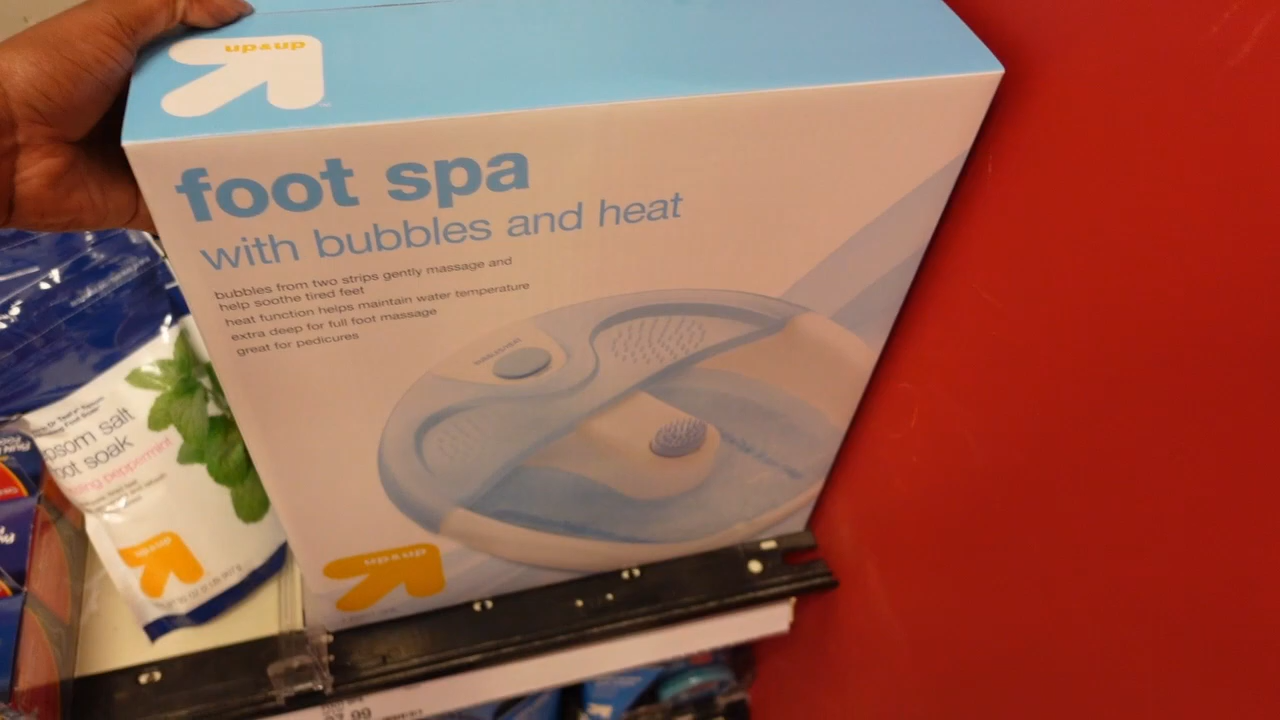 up&up
foot spa
with bubbles and heat
bubbles from two strips gently massage and
help soothe tired feet
heat function helps maintain water temperature
extra deep for full foot massage
great for pedicures
up&up
salt
soak
peppermint
up&up